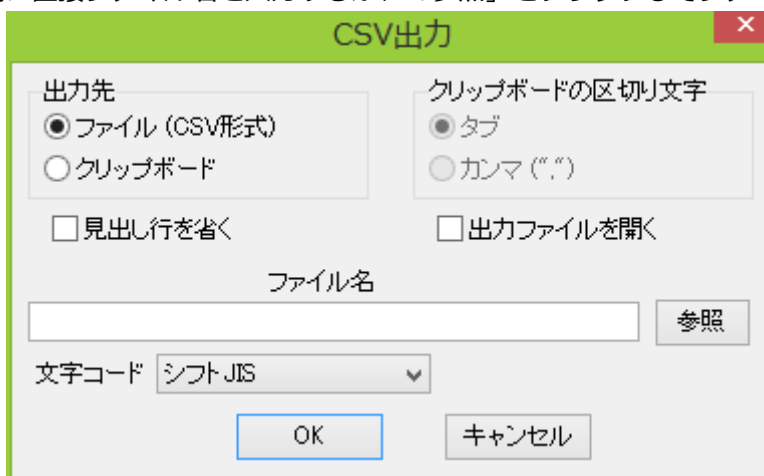 CSV出力
出力先
ファイル (CSV形式)
クリップボード
クリップボードの区切り文字
タブ
カンマ (",")
見出し行を省く
出力ファイルを開く
ファイル名
参照
文字コード シフトJIS
OK キャンセル